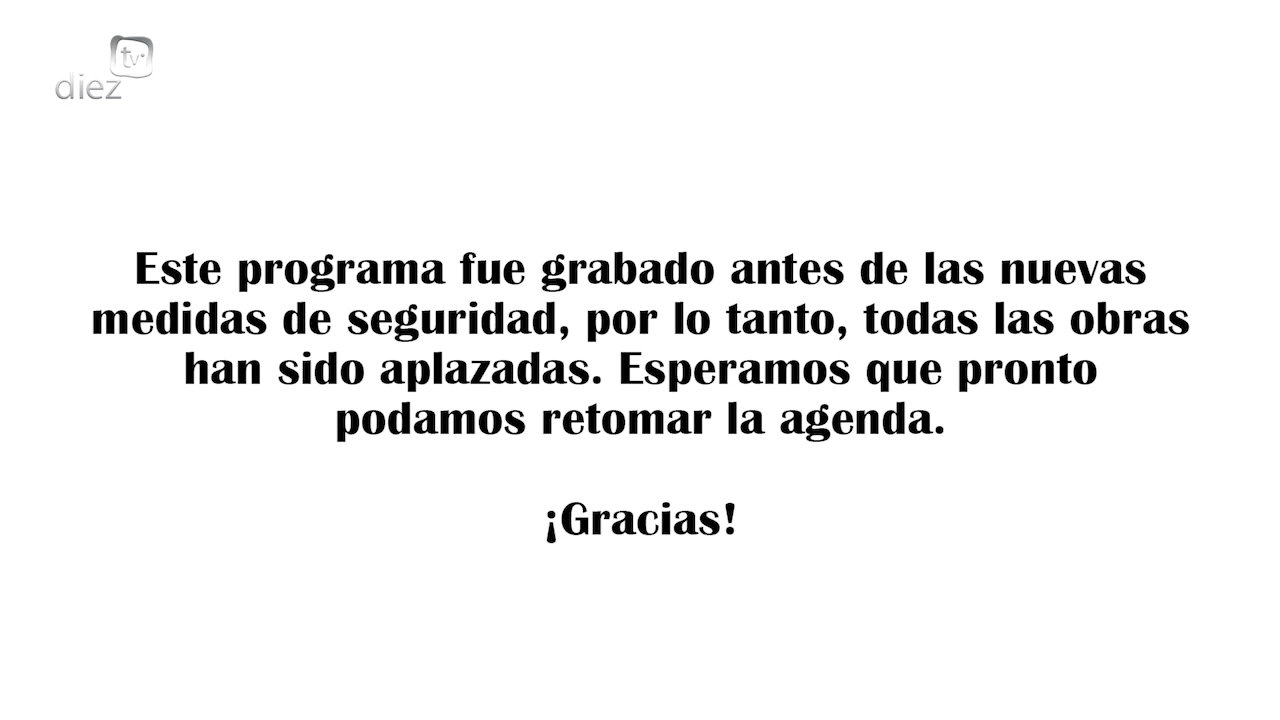 tv
diez
Este programa fue grabado antes de las nuevas
medidas de seguridad, por lo tanto, todas las obras
han sido aplazadas. Esperamos que pronto
podamos retomar la agenda.
¡Gracias!